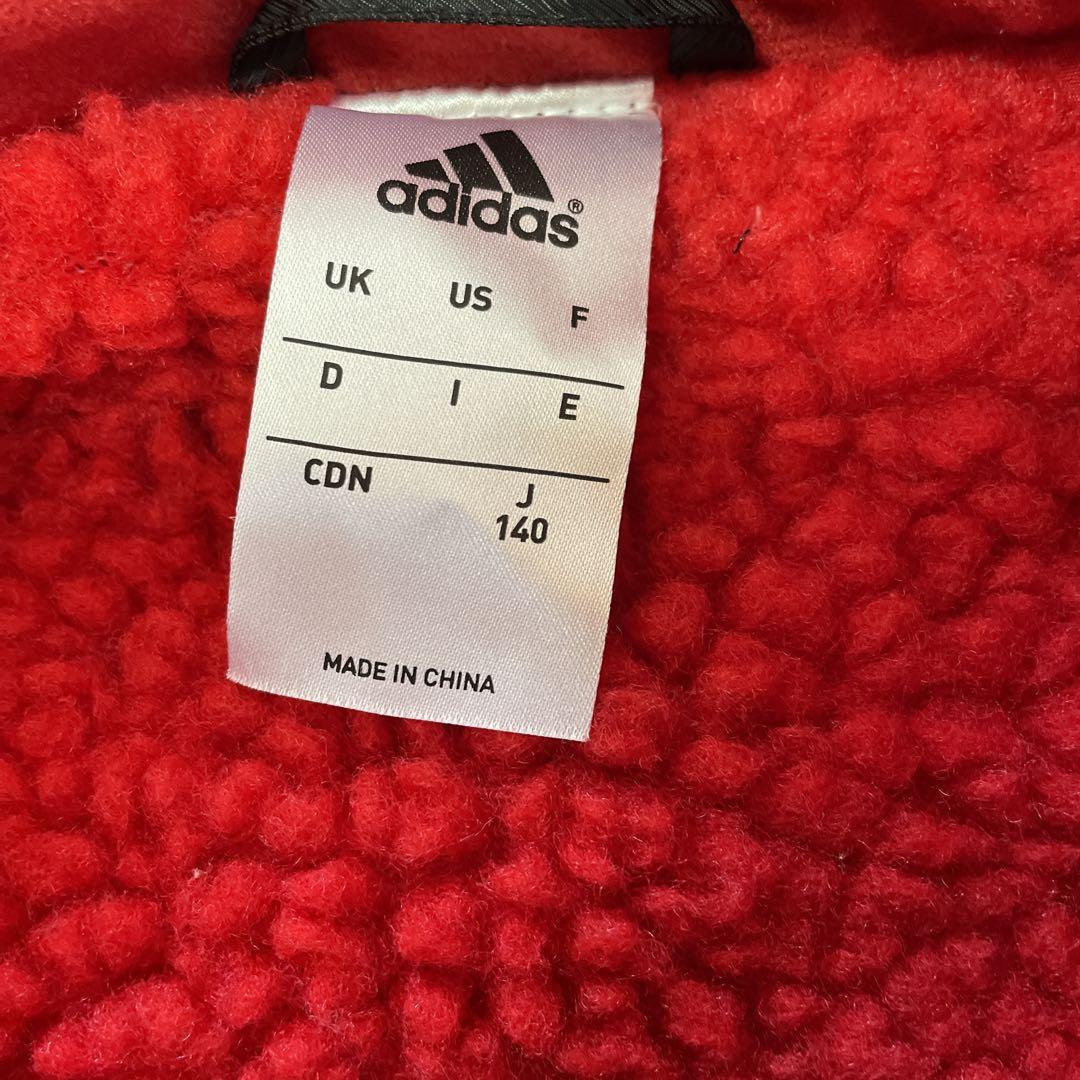 adidas®
UK US F
D I E
CDN J
140
MADE IN CHINA